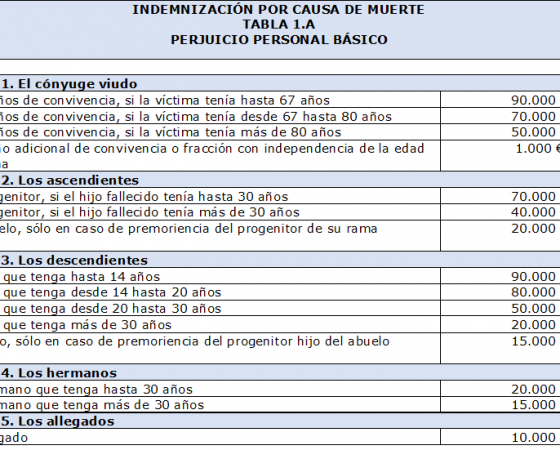 INDEMNIZACIÓN POR CAUSA DE MUERTE
TABLA 1.A
PERJUICIO PERSONAL BÁSICO
1. El cónyuge viudo
ños de convivencia, si la víctima tenía hasta 67 años 90.000
ños de convivencia, si la víctima tenía desde 67 hasta 80 años 70.000
ños de convivencia, si la víctima tenía más de 80 años 50.000
o adicional de convivencia o fracción con independencia de la edad 1.000 €
na
2. Los ascendientes
genitor, si el hijo fallecido tenía hasta 30 años 70.000
genitor, si el hijo fallecido tenía más de 30 años 40.000
elo, sólo en caso de premoriencia del progenitor de su rama 20.000
3. Los descendientes
que tenga hasta 14 años 90.000
que tenga desde 14 hasta 20 años 80.000
que tenga desde 20 hasta 30 años 50.000
que tenga más de 30 años 20.000
o, sólo en caso de premoriencia del progenitor hijo del abuelo 15.000
4. Los hermanos
mano que tenga hasta 30 años 20.000
mano que tenga más de 30 años 15.000
5. Los allegados
gado 10.000